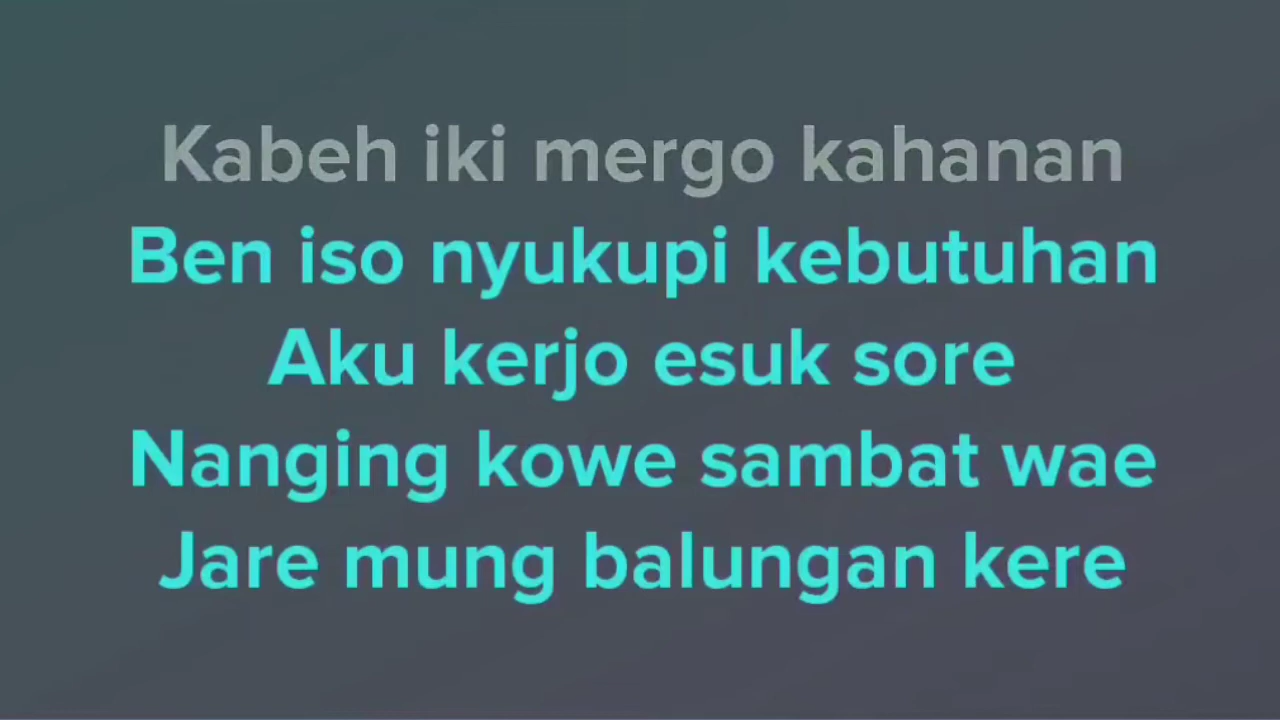 Kabeh iki mergo kahanan
Ben iso nyukupi kebutuhan
Aku kerjo esuk sore
Nanging kowe sambat wae
Jare mung balungan kere